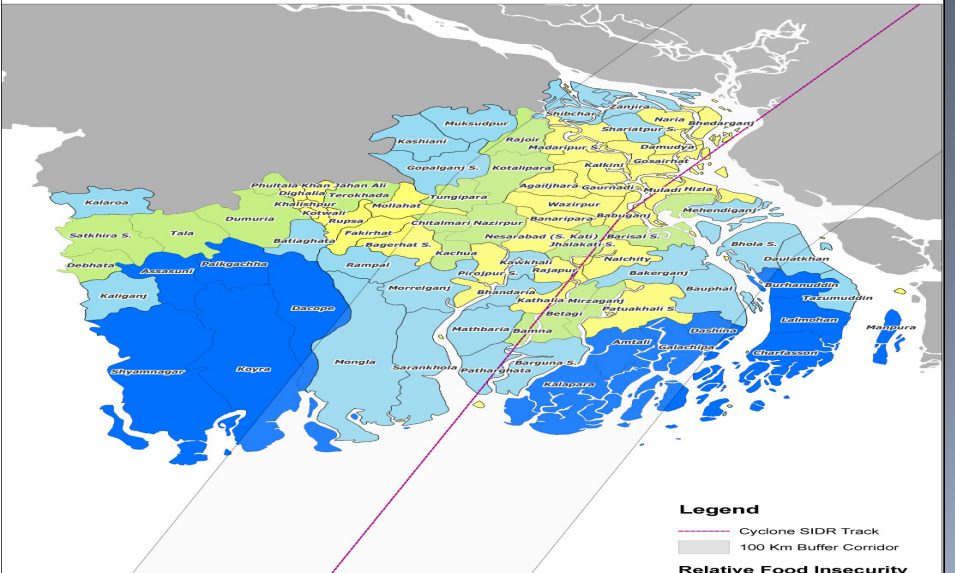 Zanjira
Shibchar
Naria
Bhedarganj
Muksudpur
Shariatpur S.
Rajoir
Madaripur S.
Damudya
Kashiani
Gopalganj S.
Kotalipara
Kalkini
Gosairhat
Phultala Khan Jahan Ali
Dighalia
Terokhada
Agailjhara
Gaurnadi
Muladi
Hizla
Kalaroa
Khalishpur
Mollahat
Tungipara
Wazirpur
Mehendiganj
Kotwali
Rupsa
Dumuria
Chitalmari
Nazirpur
Banaripara
Babuganj
Satkhira S.
Tala
Fakirhat
Batiaghata
Bagerhat S.
Nesarabad (S. Kati)
Barisal S.
Jhalakati S.
Bhola S.
Kachua
Kawkhali
Nalchity
Daulatkhan
Debhata
Assasuni
Paikgachha
Rampal
Pirojpur S.
Rajapur
Bakerganj
Kaliganj
Morrelganj
Bhandaria
Bauphal
Burhanuddin
Tazumuddin
Kathalia
Mirzaganj
Dacope
Betagi
Patuakhali S.
Lalmohan
Mathbaria
Bamna
Dashina
Manpura
Amtali
Galachipa
Charfasson
Mongla
Sarankhola
Barguna S.
Patharghata
Shyamnagar
Koyra
Kalapara
Legend
Cyclone SIDR Track
100 Km Buffer Corridor
Relative Food Insecurity